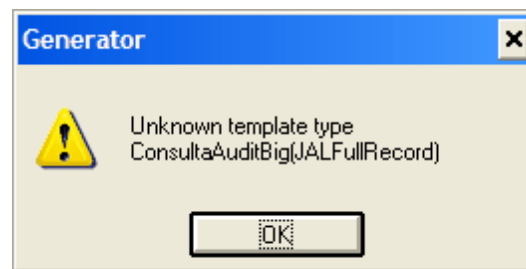 Generator
Unknown template type
ConsultaAuditBig(JALFullRecord)
OK